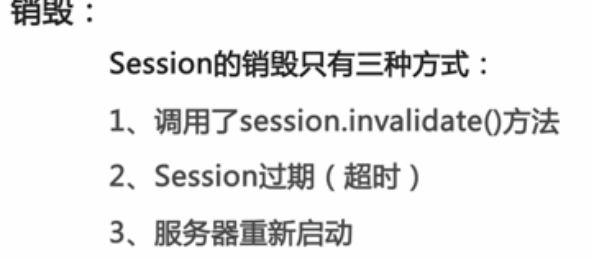 销毁：
Session的销毁只有三种方式：
1、调用了session.invalidate()方法
2、Session过期（超时）
3、服务器重新启动